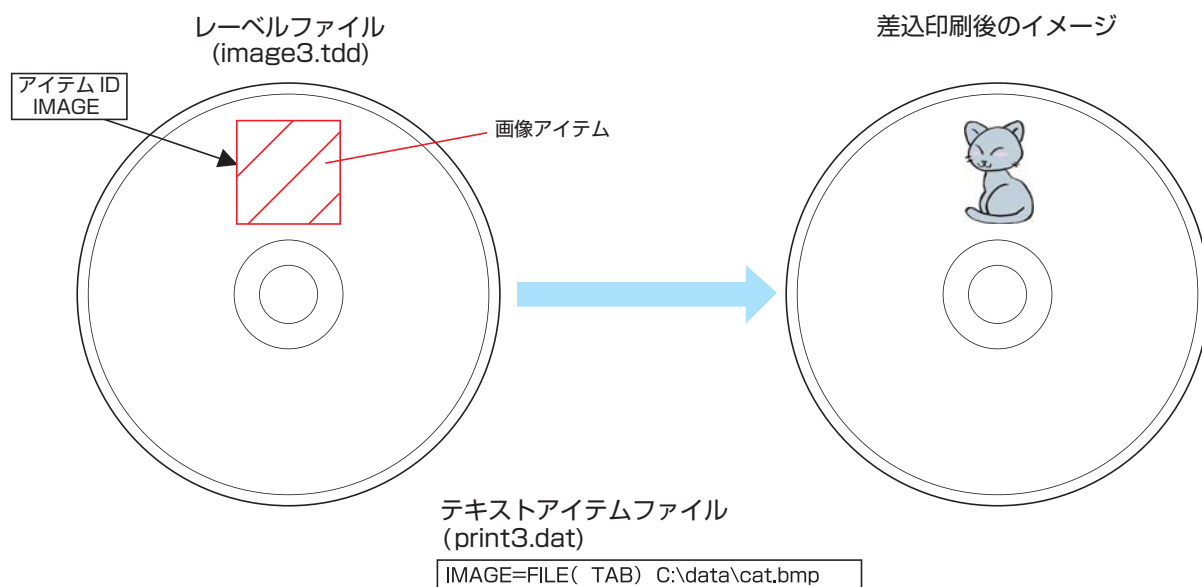 レーベルファイル
(image3.tdd)
差込印刷後のイメージ
アイテム ID
IMAGE
画像アイテム
テキストアイテムファイル
(print3.dat)
IMAGE=FILE( TAB) C:\data\cat.bmp